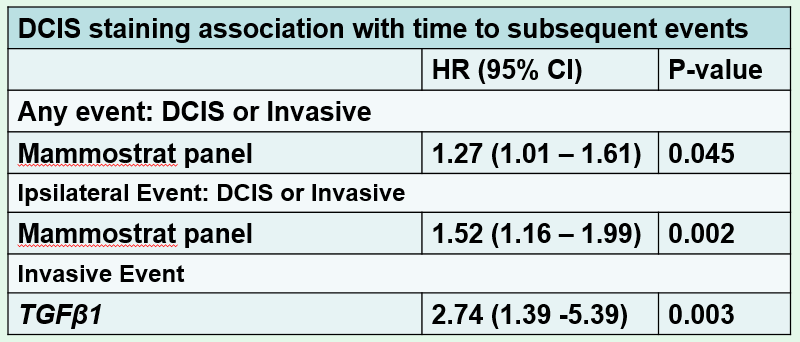 DCIS staining association with time to subsequent events
HR (95% CI) P-value
Any event: DCIS or Invasive
Mammostrat panel 1.27 (1.01 – 1.61) 0.045
Ipsilateral Event: DCIS or Invasive
Mammostrat panel 1.52 (1.16 – 1.99) 0.002
Invasive Event
TGFβ1 2.74 (1.39 -5.39) 0.003